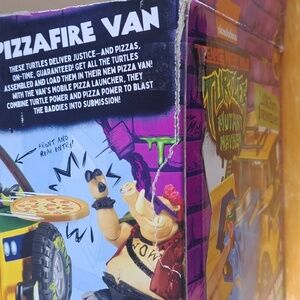 PIZZAFIRE VAN
THESE TURTLES DELIVER JUSTICE—AND PIZZAS,
ON-TIME, GUARANTEED! GET ALL THE TURTLES
ASSEMBLED AND LOAD THEM IN THEIR NEW PIZZA VAN!
WITH THE VAN'S MOBILE PIZZA LAUNCHER, THEY
COMBINE TURTLE POWER AND PIZZA POWER TO BLAST
THE BADDIES INTO SUBMISSION!
FRONT AND
REAR ENTRY!
nickelodeon
TURTLES
MUTANT
MAYHEM